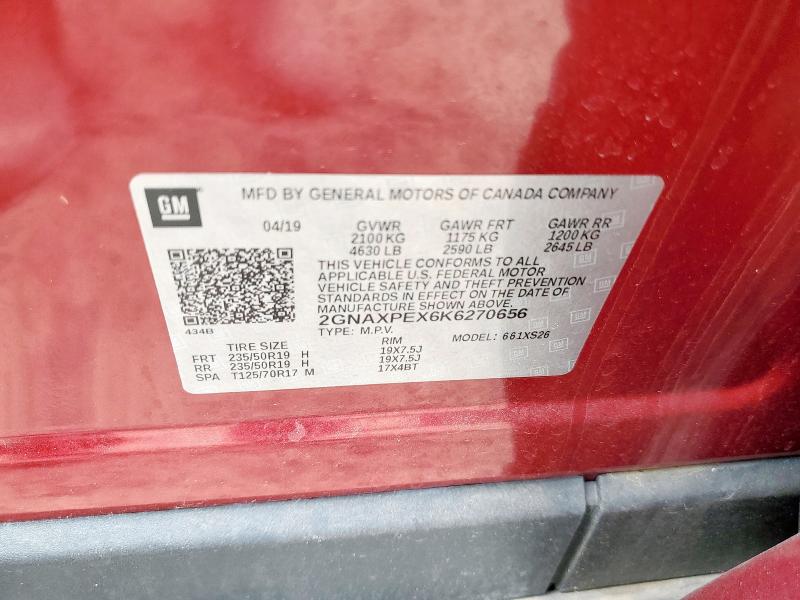 GM
MFD BY GENERAL MOTORS OF CANADA COMPANY
04/19 GVWR GAWR FRT GAWR RR
2100 KG 1175 KG 1200 KG
4630 LB 2590 LB 2645 LB
THIS VEHICLE CONFORMS TO ALL
APPLICABLE U.S. FEDERAL MOTOR
VEHICLE SAFETY AND THEFT PREVENTION
STANDARDS IN EFFECT ON THE DATE OF
MANUFACTURE SHOWN ABOVE.
434B
2GNAXPEX6K6270656
TYPE: M.P.V. MODEL: 661XS26
TIRE SIZE RIM
FRT 235/50R19 H 19X7.5J
RR 235/50R19 H 19X7.5J
SPA T125/70R17 M 17X4BT